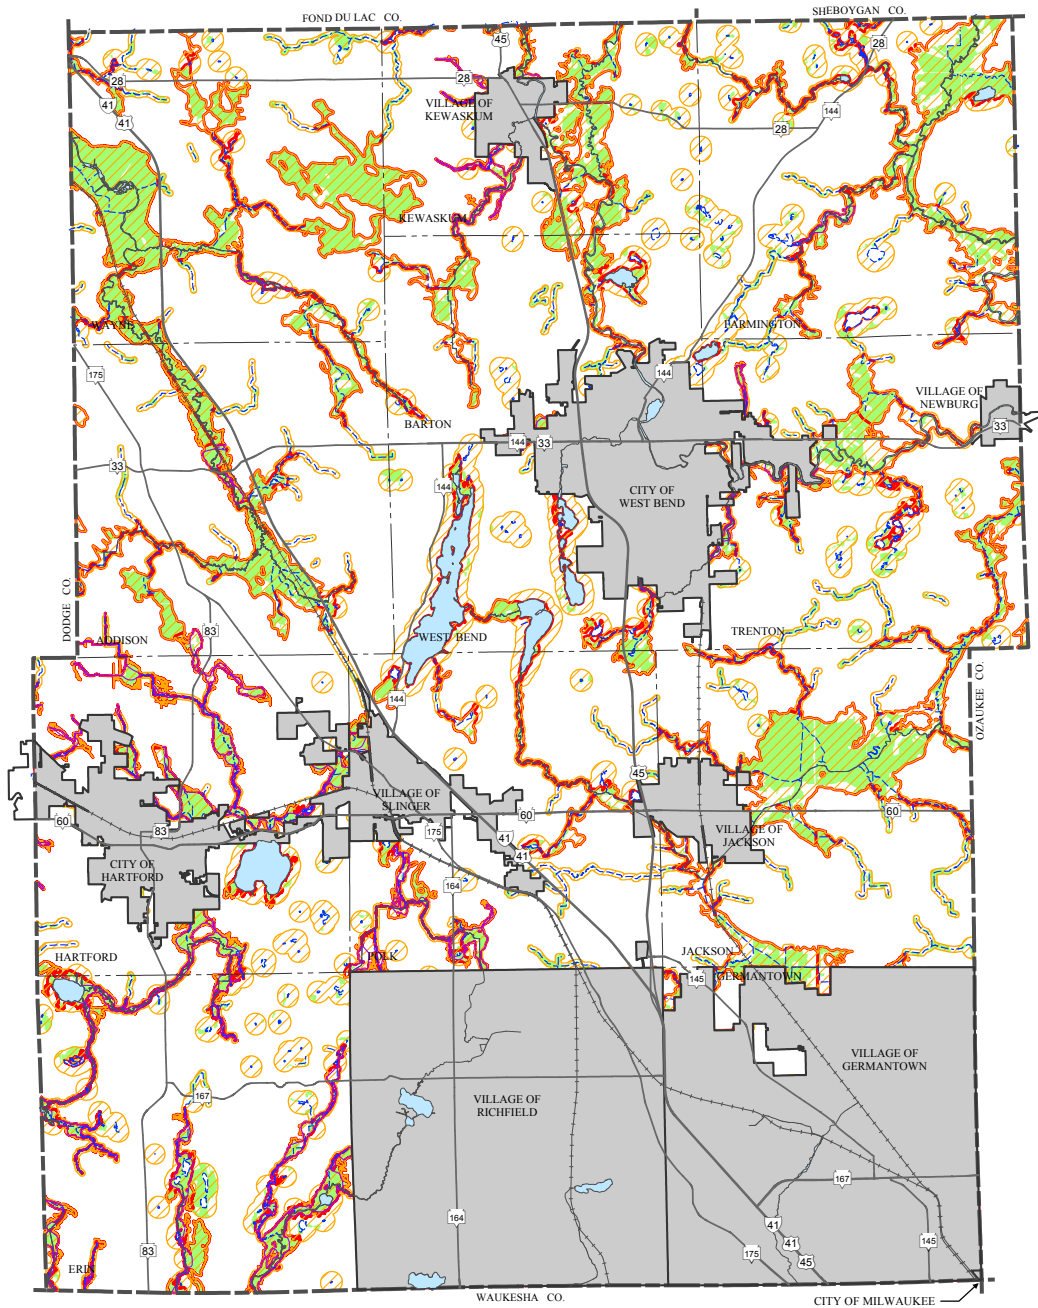 FOND DU LAC CO.
SHEBOYGAN CO.
45
28
28
28
41
41
VILLAGE OF
KEWASKUM
144
28
KEWASKUM
WAYNE
FARMINGTON
175
144
VILLAGE OF
NEWBURG
33
BARTON
144
33
33
144
CITY OF
WEST BEND
DODGE CO.
83
ADDISON
WEST BEND
TRENTON
OZAUKEE CO.
144
45
VILLAGE OF
SLINGER
60
83
175
60
41
41
VILLAGE OF
JACKSON
60
CITY OF
HARTFORD
164
HARTFORD
POLK
JACKSON
GERMANTOWN
145
VILLAGE OF
GERMANTOWN
167
VILLAGE OF
RICHFIELD
167
164
41
41
45
175
145
83
ERIN
WAUKESHA CO.
CITY OF MILWAUKEE